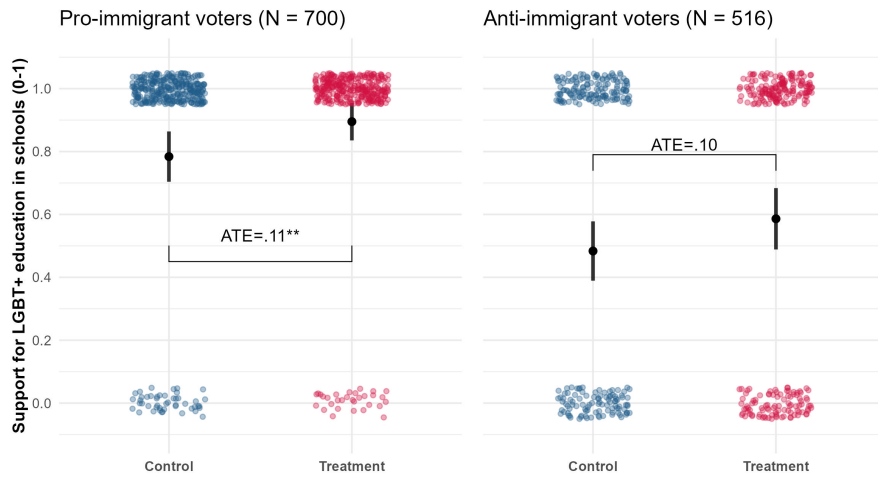 Pro-immigrant voters (N = 700)
Anti-immigrant voters (N = 516)
Support for LGBT+ education in schools (0-1)
1.0
0.8
0.6
0.4
0.2
0.0
ATE=.11**
ATE=.10
Control
Treatment
Control
Treatment